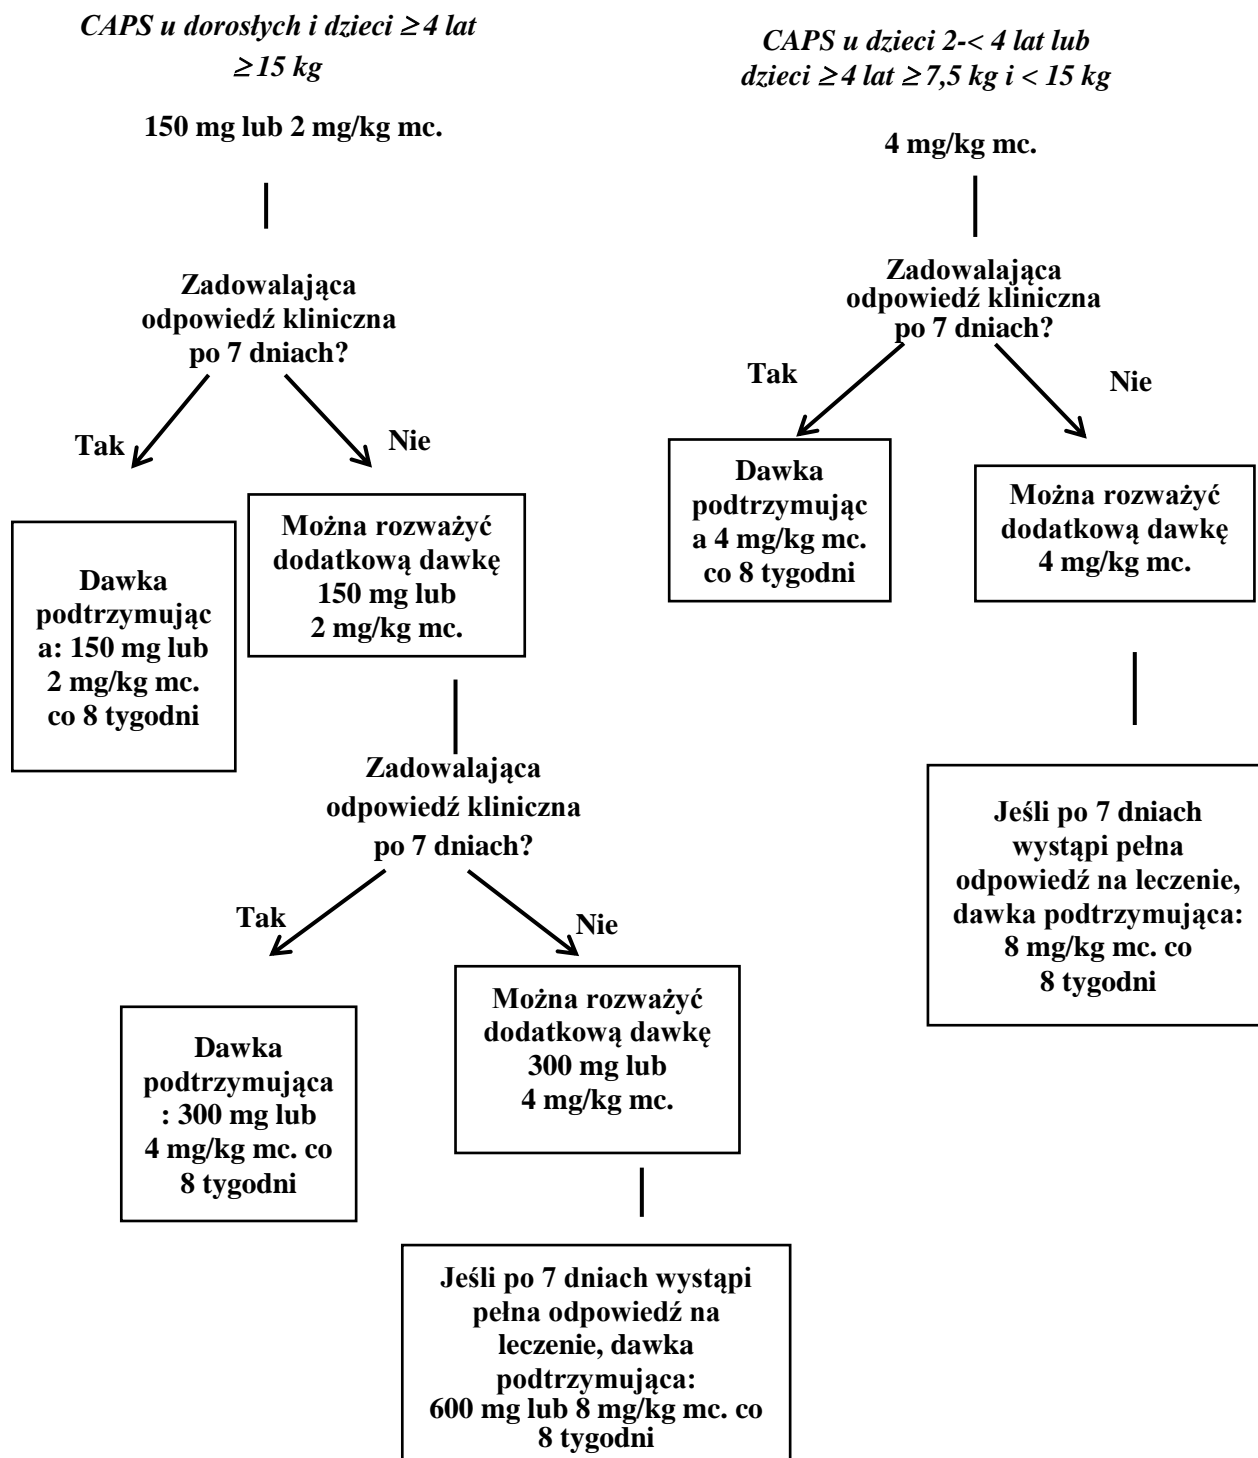 CAPS u dorosłych i dzieci ≥ 4 lat
≥ 15 kg
150 mg lub 2 mg/kg mc.
Zadowalająca
odpowiedź kliniczna
po 7 dniach?
Tak
Nie
Dawka
podtrzymując
a: 150 mg lub
2 mg/kg mc.
co 8 tygodni
Można rozważyć
dodatkową dawkę
150 mg lub
2 mg/kg mc.
Zadowalająca
odpowiedź kliniczna
po 7 dniach?
Tak
Nie
Dawka
podtrzymująca
: 300 mg lub
4 mg/kg mc. co
8 tygodni
Można rozważyć
dodatkową dawkę
300 mg lub
4 mg/kg mc.
Jeśli po 7 dniach wystąpi
pełna odpowiedź na
leczenie, dawka
podtrzymująca:
600 mg lub 8 mg/kg mc. co
8 tygodni
CAPS u dzieci 2-< 4 lat lub
dzieci ≥ 4 lat ≥ 7,5 kg i < 15 kg
4 mg/kg mc.
Zadowalająca
odpowiedź kliniczna
po 7 dniach?
Tak
Nie
Dawka
podtrzymując
a 4 mg/kg mc.
co 8 tygodni
Można rozważyć
dodatkową dawkę
4 mg/kg mc.
Jeśli po 7 dniach
wystąpi pełna
odpowiedź na leczenie,
dawka podtrzymująca:
8 mg/kg mc. co
8 tygodni